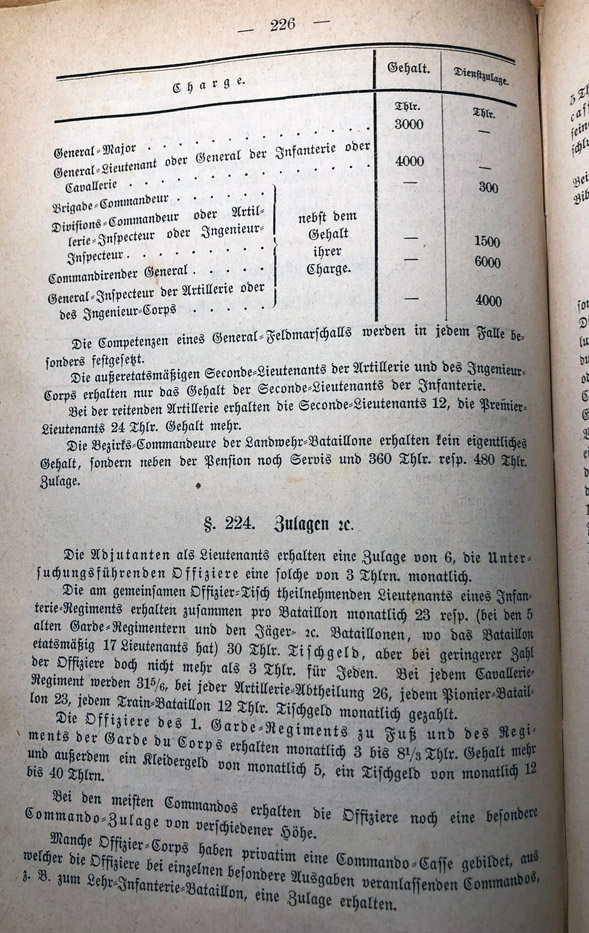 — 226 —
Charge. Gehalt. Dienstzulage.
Thlr. Thlr.
General-Major . . . . . . . . . . 3000 —
General-Lieutenant oder General der Infanterie oder
Cavallerie . . . . . . . . . . 4000 —
Brigade-Commandeur . . . . . . — 300
Divisions-Commandeur oder Artil-
lerie-Inspecteur oder Ingenieur-
Inspecteur . . . . . . . — 1500
Commandirender General . . . . . — 6000
General-Inspecteur der Artillerie oder
des Ingenieur-Corps . . . . . — 4000
nebst dem
Gehalt
ihrer
Charge.
Die Competenzen eines General-Feldmarschalls werden in jedem Falle be-
sonders festgesetzt.
Die außeretatsmäßigen Seconde-Lieutenants der Artillerie und des Ingenieur-
Corps erhalten nur das Gehalt der Seconde-Lieutenants der Infanterie.
Bei der reitenden Artillerie erhalten die Seconde-Lieutenants 12, die Premier-
Lieutenants 24 Thlr. Gehalt mehr.
Die Bezirks-Commandeure der Landwehr-Bataillone erhalten kein eigentliches
Gehalt, sondern neben der Pension noch Servis und 360 Thlr. resp. 480 Thlr.
Zulage.
§. 224. Zulagen ꝛc.
Die Adjutanten als Lieutenants erhalten eine Zulage von 6, die Unter-
suchungsführenden Offiziere eine solche von 3 Thlrn. monatlich.
Die am gemeinsamen Offizier-Tisch theilnehmenden Lieutenants eines Infan-
terie-Regiments erhalten zusammen pro Bataillon monatlich 23 resp. (bei den 5
alten Garde-Regimentern und den Jäger- ꝛc. Bataillonen, wo das Bataillon
etatsmäßig 17 Lieutenants hat) 30 Thlr. Tischgeld, aber bei geringerer Zahl
der Offiziere doch nicht mehr als 3 Thlr. für Jeden. Bei jedem Cavallerie-
Regiment werden 31⁵/₆, bei jeder Artillerie-Abtheilung 26, jedem Pionier-Batail-
lon 23, jedem Train-Bataillon 12 Thlr. Tischgeld monatlich gezahlt.
Die Offiziere des 1. Garde-Regiments zu Fuß und des Regi-
ments der Garde du Corps erhalten monatlich 3 bis 8¹/₃ Thlr. Gehalt mehr
und außerdem ein Kleidergeld von monatlich 5, ein Tischgeld von monatlich 12
bis 40 Thlrn.
Bei den meisten Commandos erhalten die Offiziere noch eine besondere
Commando-Zulage von verschiedener Höhe.
Manche Offizier-Corps haben privatim eine Commando-Casse gebildet, aus
welcher die Offiziere bei einzelnen besondere Ausgaben veranlassenden Commandos,
z. B. zum Lehr-Infanterie-Bataillon, eine Zulage erhalten.